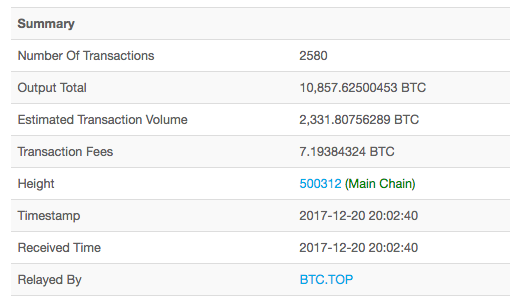 Summary
Number Of Transactions 2580
Output Total 10,857.62500453 BTC
Estimated Transaction Volume 2,331.80756289 BTC
Transaction Fees 7.19384324 BTC
Height 500312 (Main Chain)
Timestamp 2017-12-20 20:02:40
Received Time 2017-12-20 20:02:40
Relayed By BTC.TOP